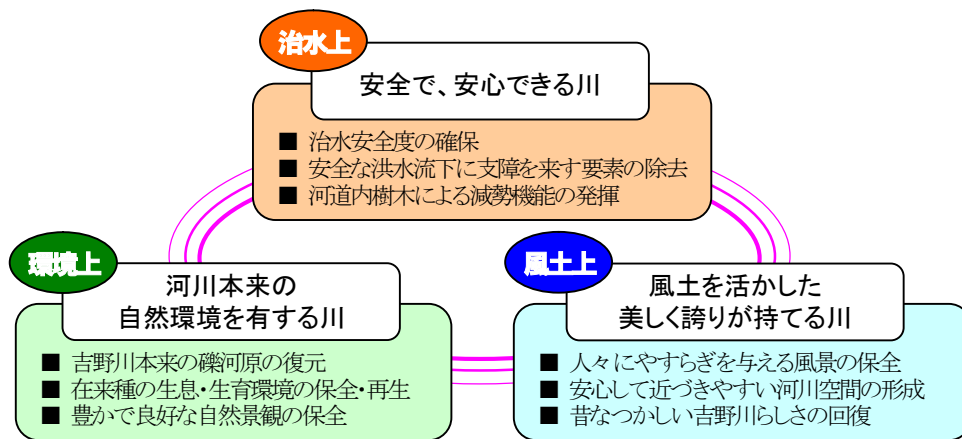 治水上
安全で、安心できる川
■ 治水安全度の確保
■ 安全な洪水流下に支障を来す要素の除去
■ 河道内樹木による減勢機能の発揮
環境上
河川本来の
自然環境を有する川
■ 吉野川本来の礫河原の復元
■ 在来種の生息・生育環境の保全・再生
■ 豊かで良好な自然景観の保全
風土上
風土を活かした
美しく誇りが持てる川
■ 人々にやすらぎを与える風景の保全
■ 安心して近づきやすい河川空間の形成
■ 昔なつかしい吉野川らしさの回復